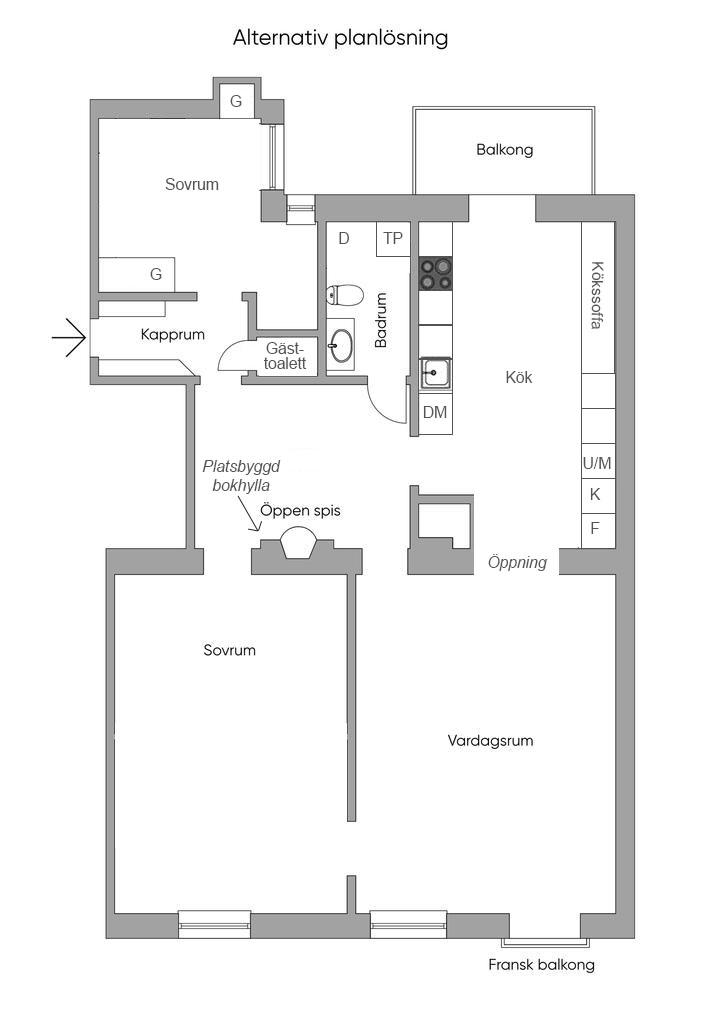 Alternativ planlösning
G
Balkong
Sovrum
D
TP
G
Kökssoffa
Badrum
Kapprum
Gäst-
toalett
Kök
DM
Platsbyggd
bokhylla
U/M
K
Öppen spis
F
Öppning
Sovrum
Vardagsrum
Fransk balkong